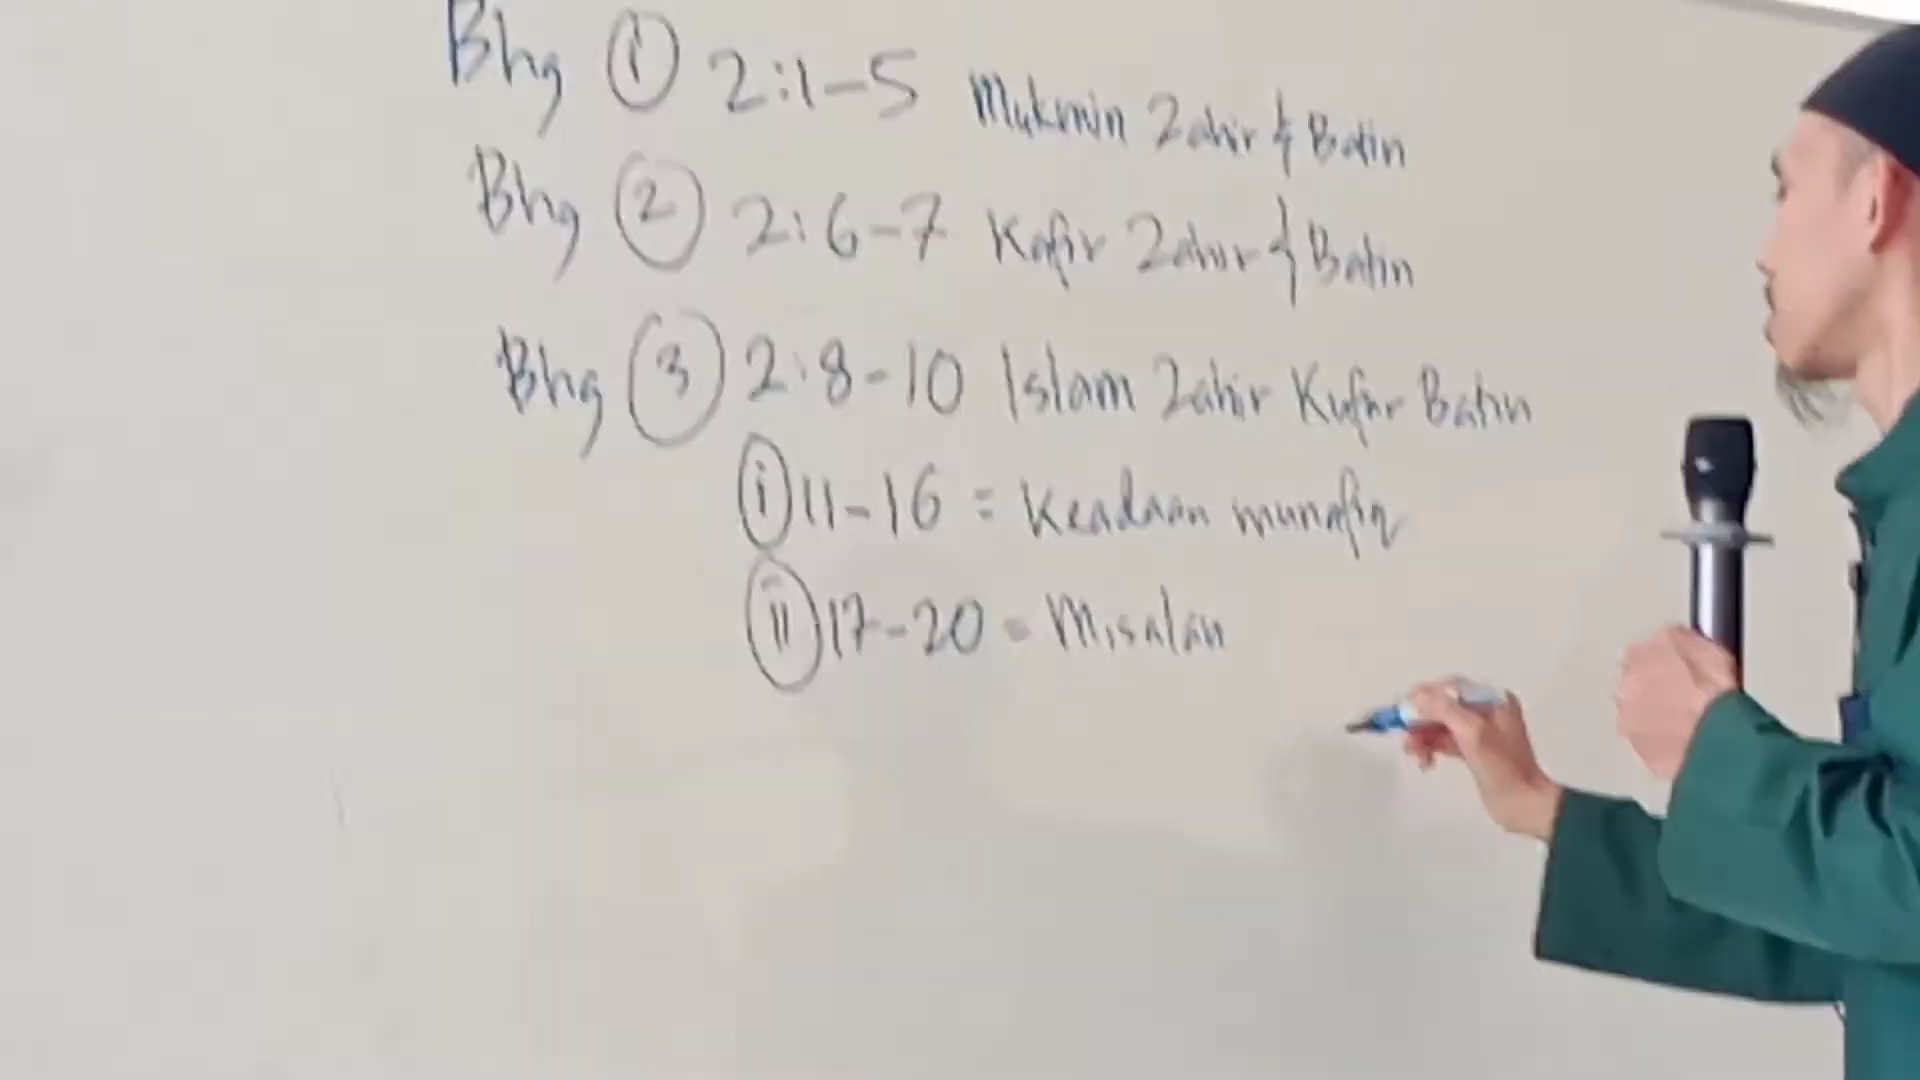 Bhg ① 2:1-5 Mukmin Zahir & Batin
Bhg ② 2:6-7 Kafir Zahir & Batin
Bhg ③ 2:8-10 Islam Zahir Kufur Batin
ⓘ 11-16 = Keadaan munafiq
ⓘⓘ 17-20 = Misalan